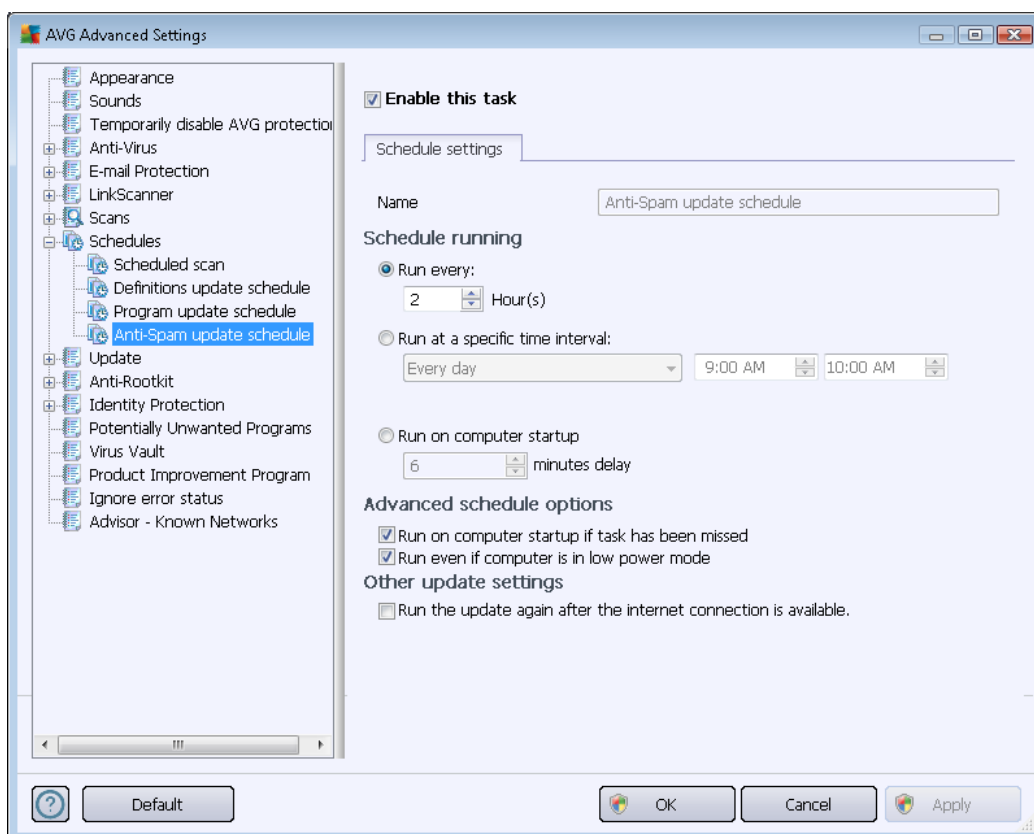 AVG Advanced Settings
Appearance
Sounds
Temporarily disable AVG protection
Anti-Virus
E-mail Protection
LinkScanner
Scans
Schedules
Scheduled scan
Definitions update schedule
Program update schedule
Anti-Spam update schedule
Update
Anti-Rootkit
Identity Protection
Potentially Unwanted Programs
Virus Vault
Product Improvement Program
Ignore error status
Advisor - Known Networks
Enable this task
Schedule settings
Name Anti-Spam update schedule
Schedule running
Run every:
2 Hour(s)
Run at a specific time interval:
Every day 9:00 AM 10:00 AM
Run on computer startup
6 minutes delay
Advanced schedule options
Run on computer startup if task has been missed
Run even if computer is in low power mode
Other update settings
Run the update again after the internet connection is available.
? Default OK Cancel Apply